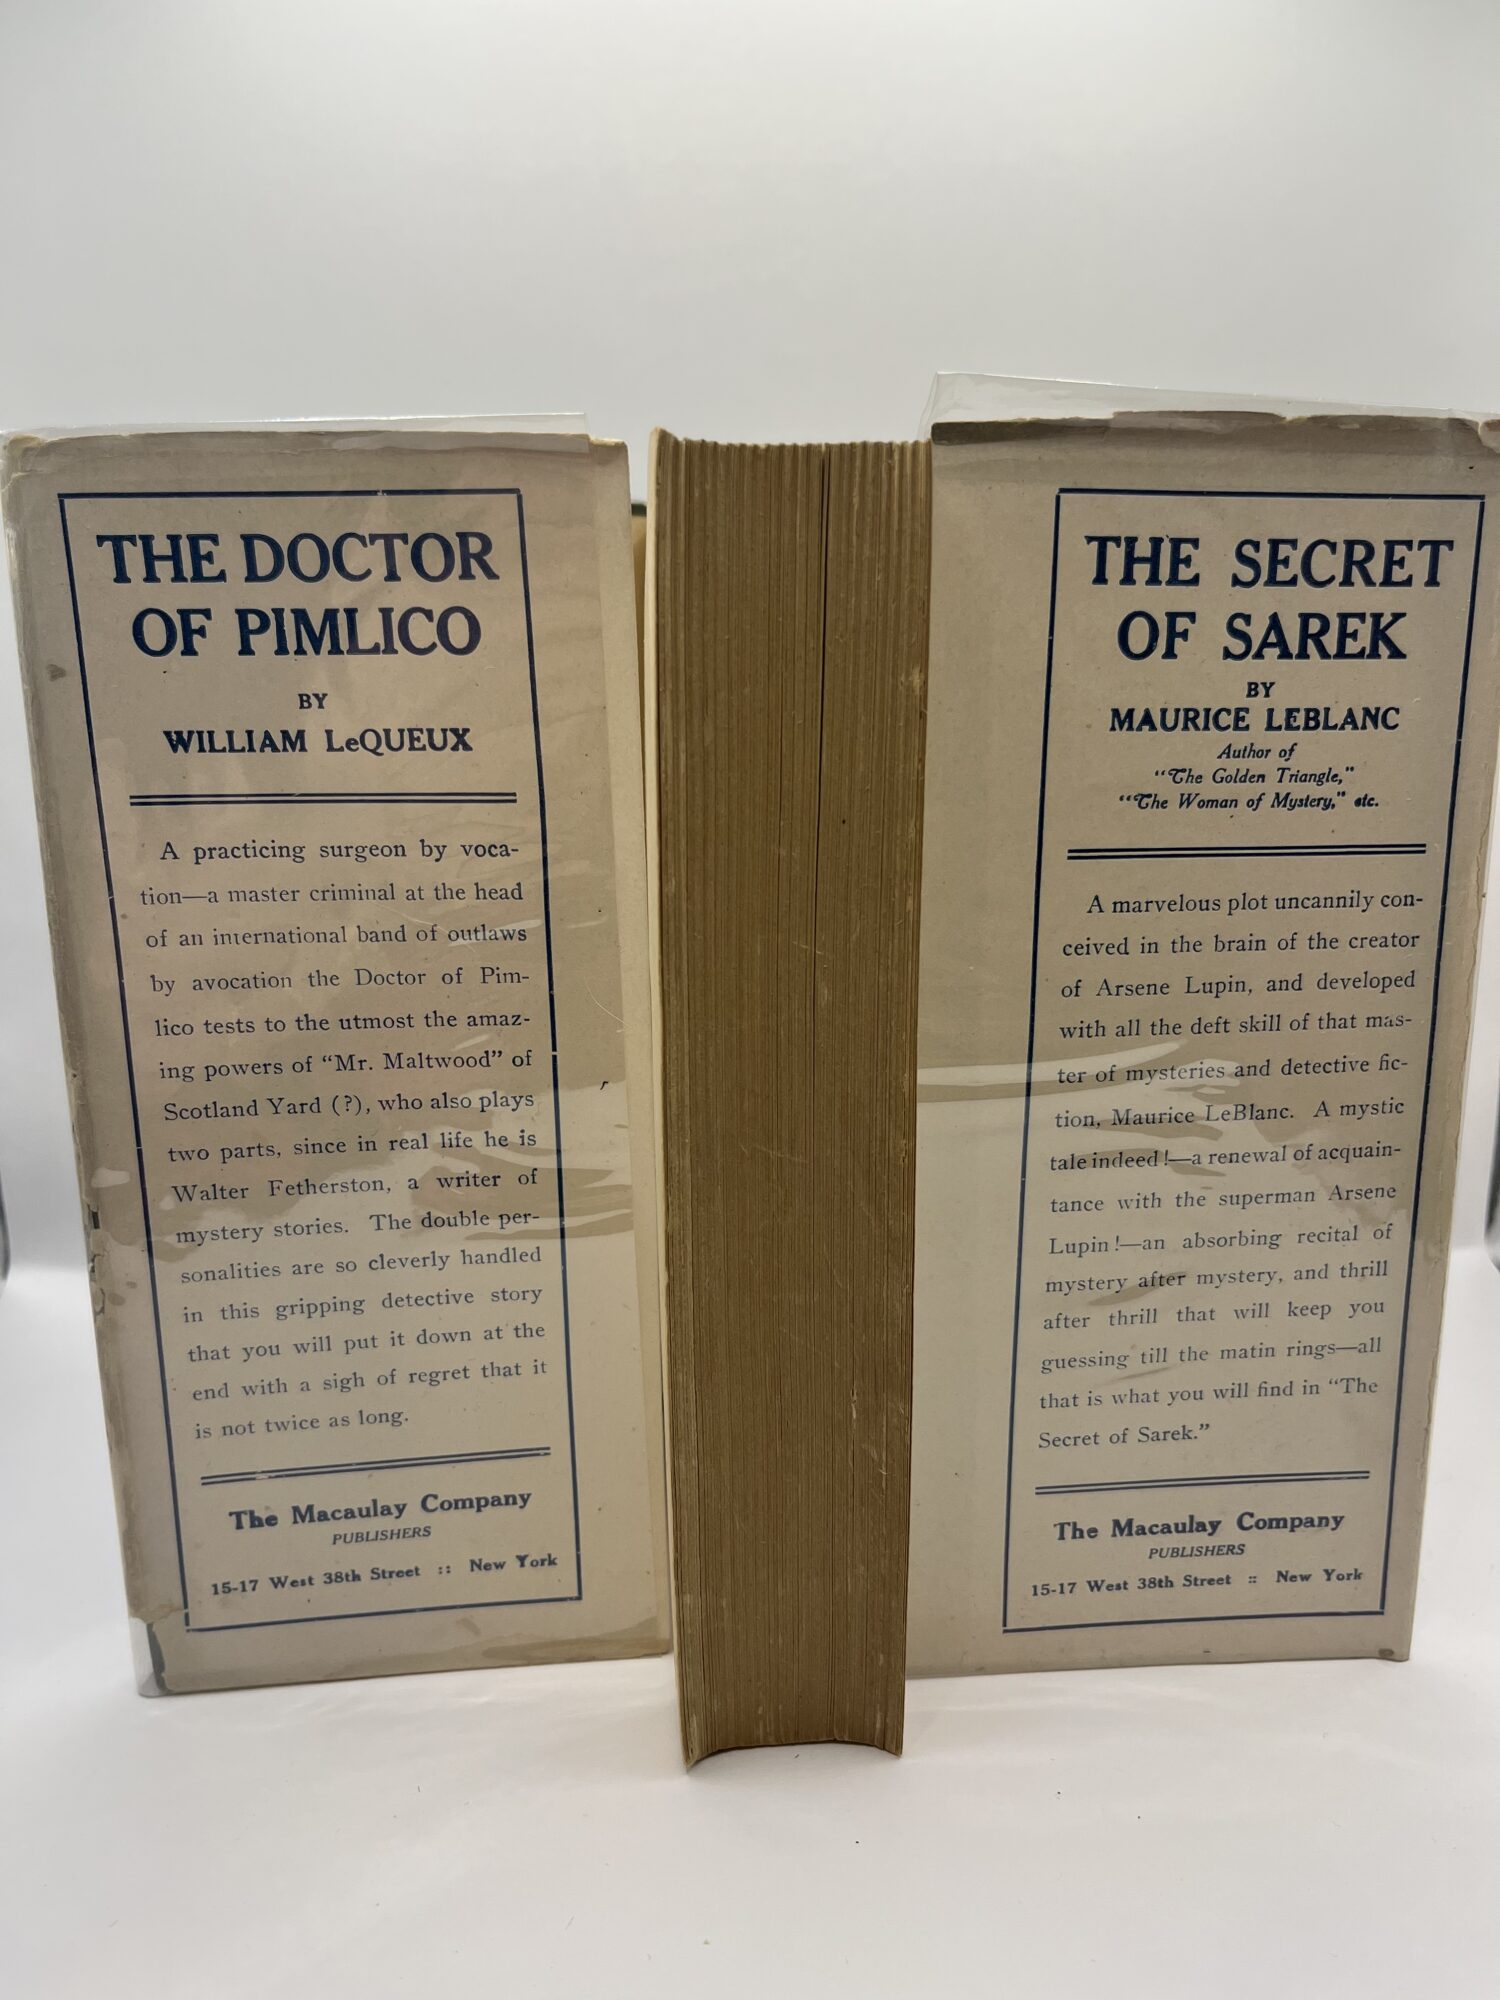 THE DOCTOR
OF PIMLICO
BY
WILLIAM LeQUEUX
A practicing surgeon by voca-
tion—a master criminal at the head
of an international band of outlaws
by avocation the Doctor of Pim-
lico tests to the utmost the amaz-
ing powers of "Mr. Maltwood" of
Scotland Yard (?), who also plays
two parts, since in real life he is
Walter Fetherston, a writer of
mystery stories. The double per-
sonalities are so cleverly handled
in this gripping detective story
that you will put it down at the
end with a sigh of regret that it
is not twice as long.
The Macaulay Company
PUBLISHERS
15-17 West 38th Street :: New York
THE SECRET
OF SAREK
BY
MAURICE LEBLANC
Author of
"The Golden Triangle,"
"The Woman of Mystery," etc.
A marvelous plot uncannily con-
ceived in the brain of the creator
of Arsene Lupin, and developed
with all the deft skill of that mas-
ter of mysteries and detective fic-
tion, Maurice LeBlanc. A mystic
tale indeed!—a renewal of acquain-
tance with the superman Arsene
Lupin!—an absorbing recital of
mystery after mystery, and thrill
after thrill that will keep you
guessing till the matin rings—all
that is what you will find in "The
Secret of Sarek."
The Macaulay Company
PUBLISHERS
15-17 West 38th Street :: New York